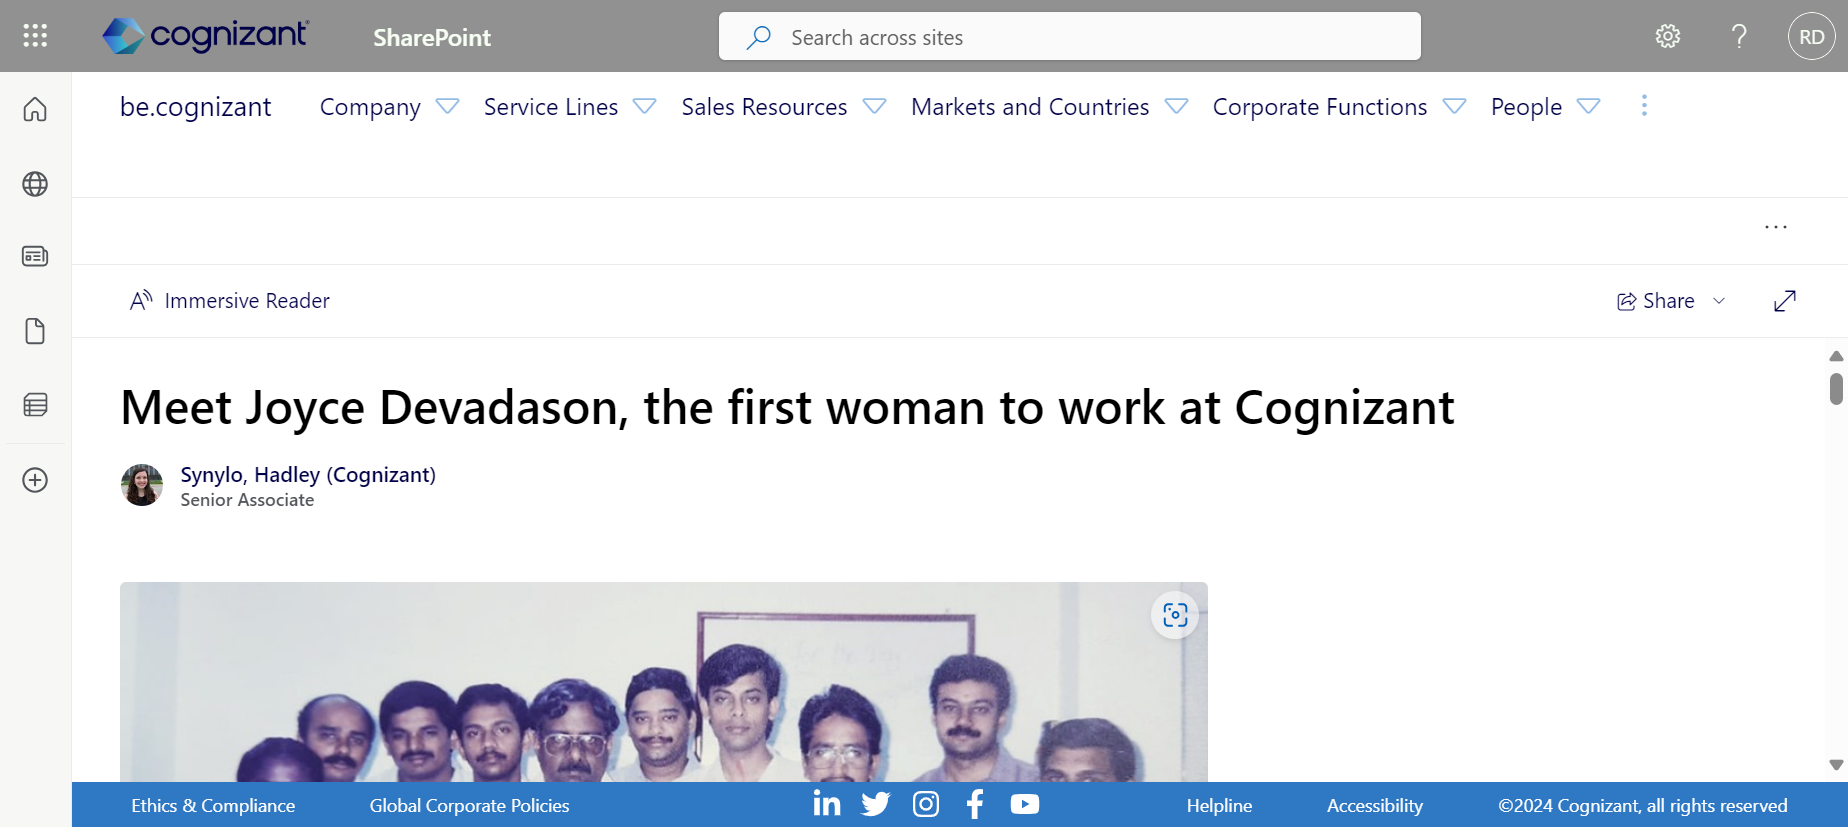 cognizant
SharePoint
Search across sites
RD
be.cognizant
Company
Service Lines
Sales Resources
Markets and Countries
Corporate Functions
People
Immersive Reader
Share
Meet Joyce Devadason, the first woman to work at Cognizant
Synylo, Hadley (Cognizant)
Senior Associate
Ethics & Compliance
Global Corporate Policies
Helpline
Accessibility
©2024 Cognizant, all rights reserved